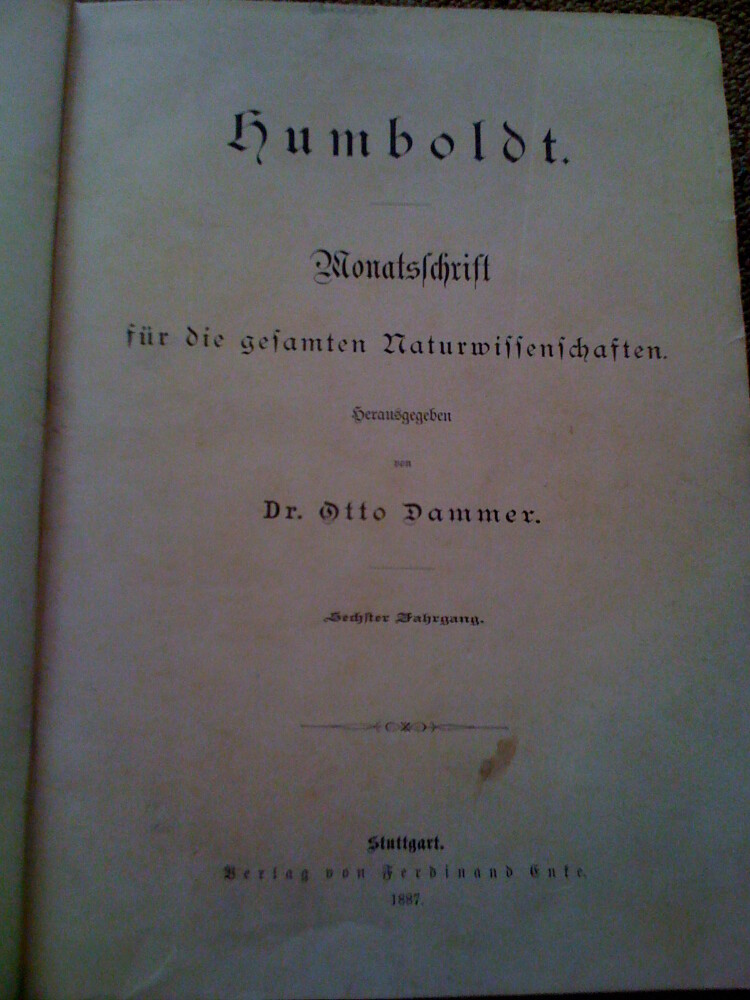 Humboldt.
Monatsſchrift
für die geſamten Naturwiſſenſchaften.
Herausgegeben
von
Dr. Otto Dammer.
Sechſter Jahrgang.
Stuttgart.
Verlag von Ferdinand Enke.
1887.